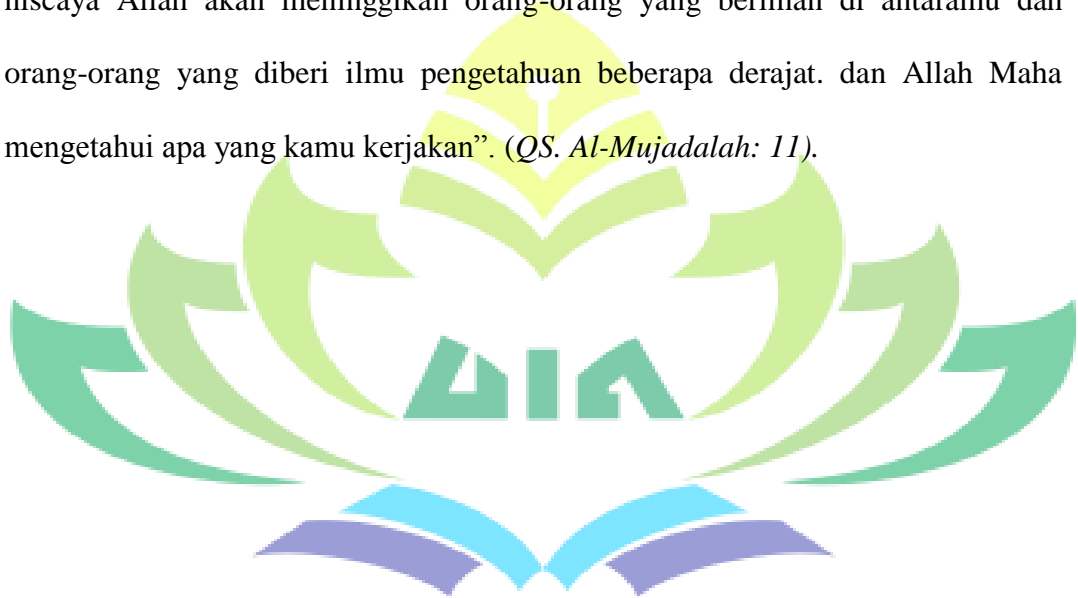 niscaya Allah akan meninggikan orang-orang yang beriman di antaramu dan
orang-orang yang diberi ilmu pengetahuan beberapa derajat. dan Allah Maha
mengetahui apa yang kamu kerjakan”. (QS. Al-Mujadalah: 11).
UIN